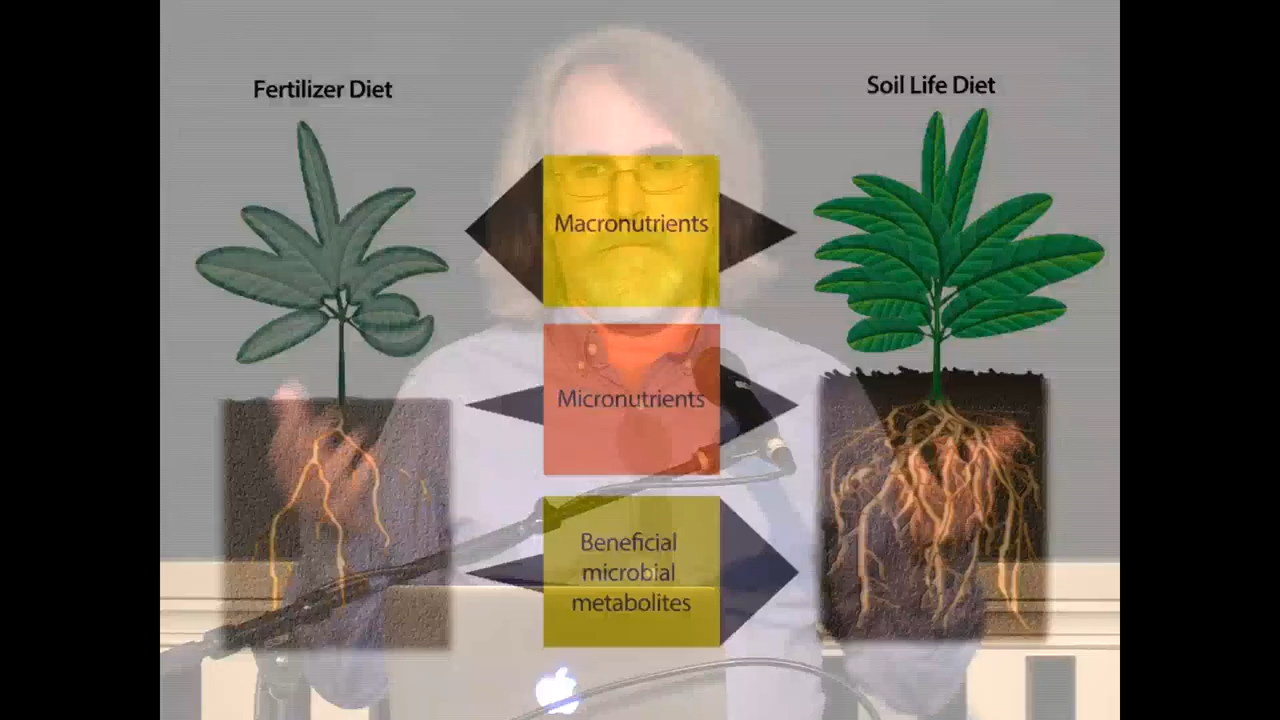 Fertilizer Diet
Soil Life Diet
Macronutrients
Micronutrients
Beneficial
microbial
metabolites